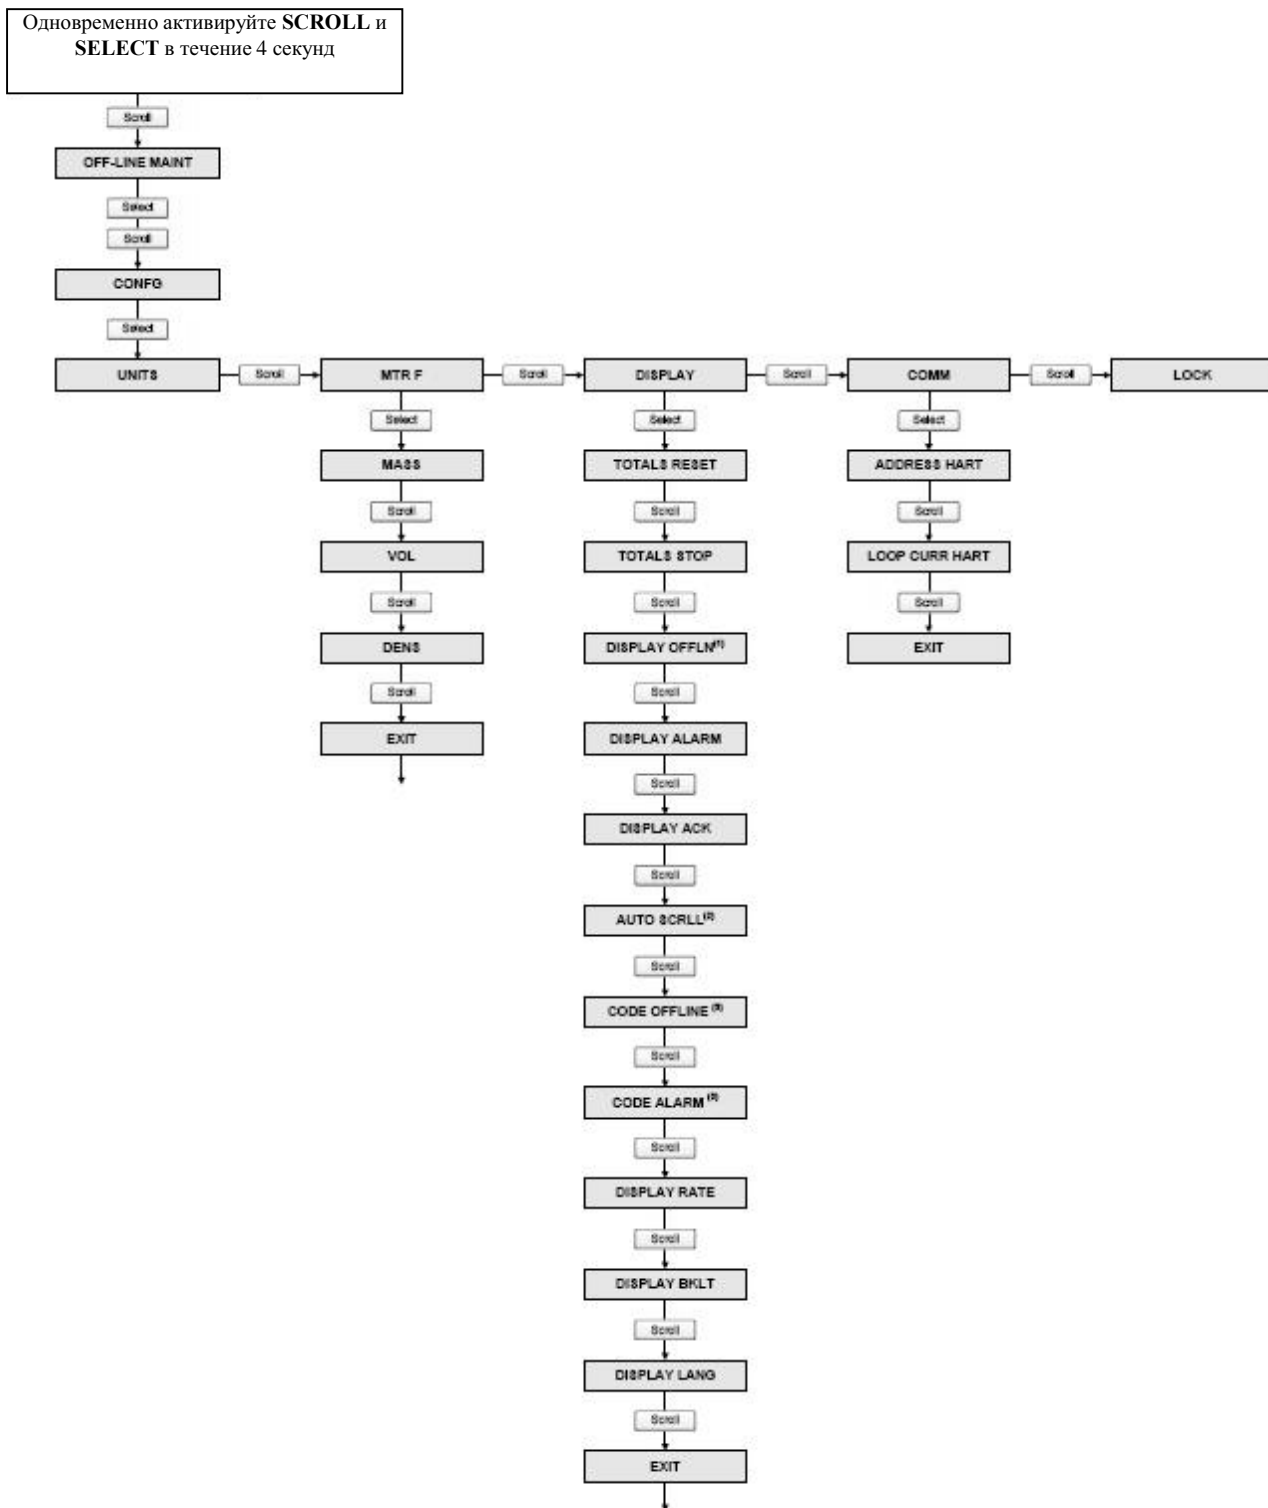 Одновременно активируйте SCROLL и
SELECT в течение 4 секунд
Scroll
OFF-LINE MAINT
Select
Scroll
CONFG
Select
UNITS
Scroll
MTR F
Scroll
DISPLAY
Scroll
COMM
Scroll
LOCK
Select
MASS
Scroll
VOL
Scroll
DENS
Scroll
EXIT
Select
TOTALS RESET
Scroll
TOTALS STOP
Scroll
DISPLAY OFFLN(1)
Scroll
DISPLAY ALARM
Scroll
DISPLAY ACK
Scroll
AUTO SCRLL(2)
Scroll
CODE OFFLINE (3)
Scroll
CODE ALARM (3)
Scroll
DISPLAY RATE
Scroll
DISPLAY BKLT
Scroll
DISPLAY LANG
Scroll
EXIT
Select
ADDRESS HART
Scroll
LOOP CURR HART
Scroll
EXIT